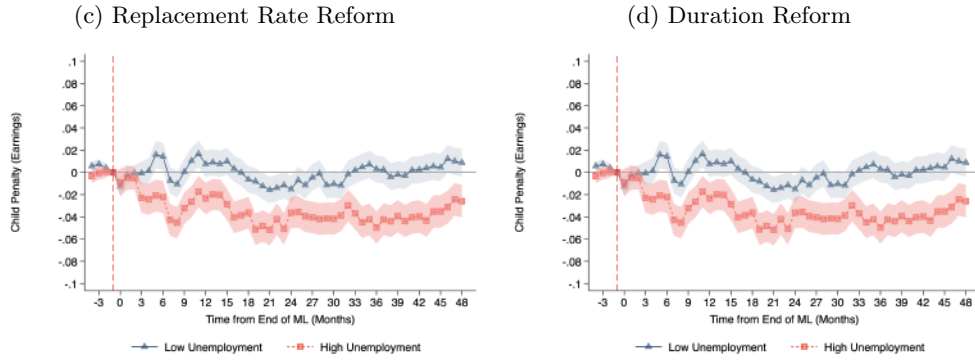 (c) Replacement Rate Reform
(d) Duration Reform
Child Penalty (Earnings)
.1
.08
.06
.04
.02
0
-.02
-.04
-.06
-.08
-.1
-3 0 3 6 9 12 15 18 21 24 27 30 33 36 39 42 45 48
Time from End of ML (Months)
Low Unemployment High Unemployment
Child Penalty (Earnings)
.1
.08
.06
.04
.02
0
-.02
-.04
-.06
-.08
-.1
-3 0 3 6 9 12 15 18 21 24 27 30 33 36 39 42 45 48
Time from End of ML (Months)
Low Unemployment High Unemployment